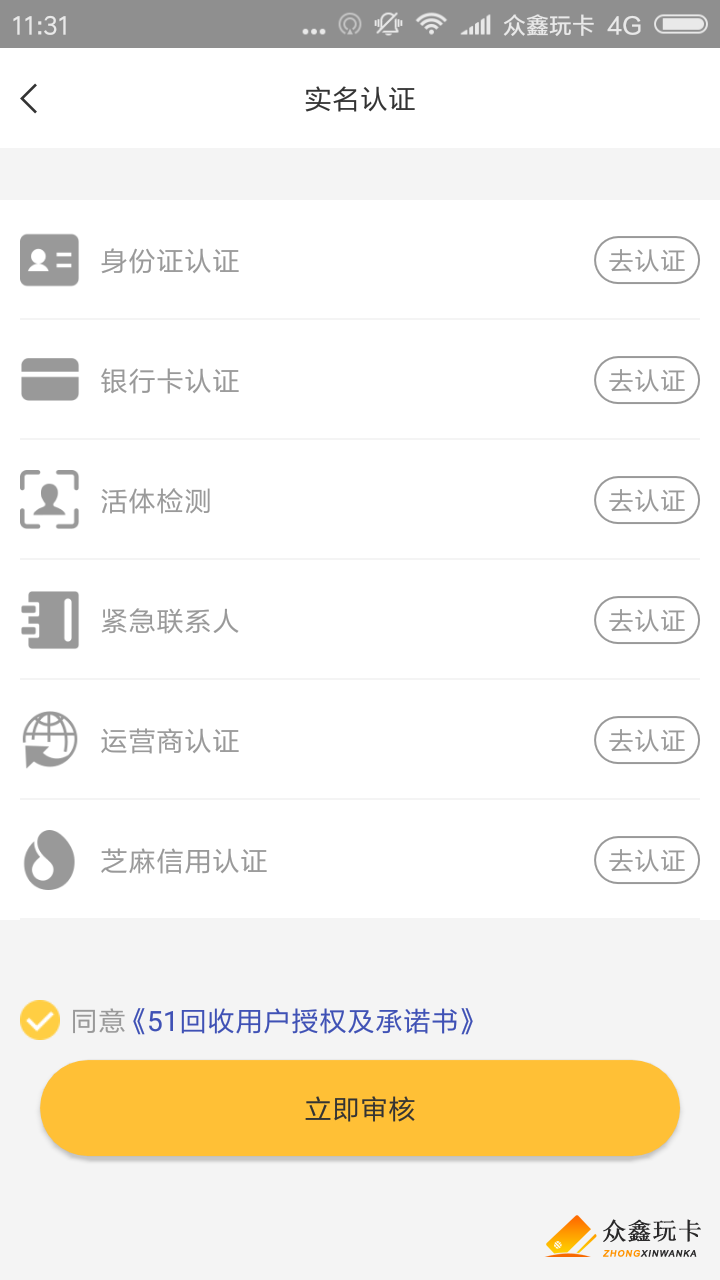 11:31 ... 众鑫玩卡 4G
实名认证
身份证认证 去认证
银行卡认证 去认证
活体检测 去认证
紧急联系人 去认证
运营商认证 去认证
芝麻信用认证 去认证
同意《51回收用户授权及承诺书》
立即审核
众鑫玩卡
ZHONGXINWANKA